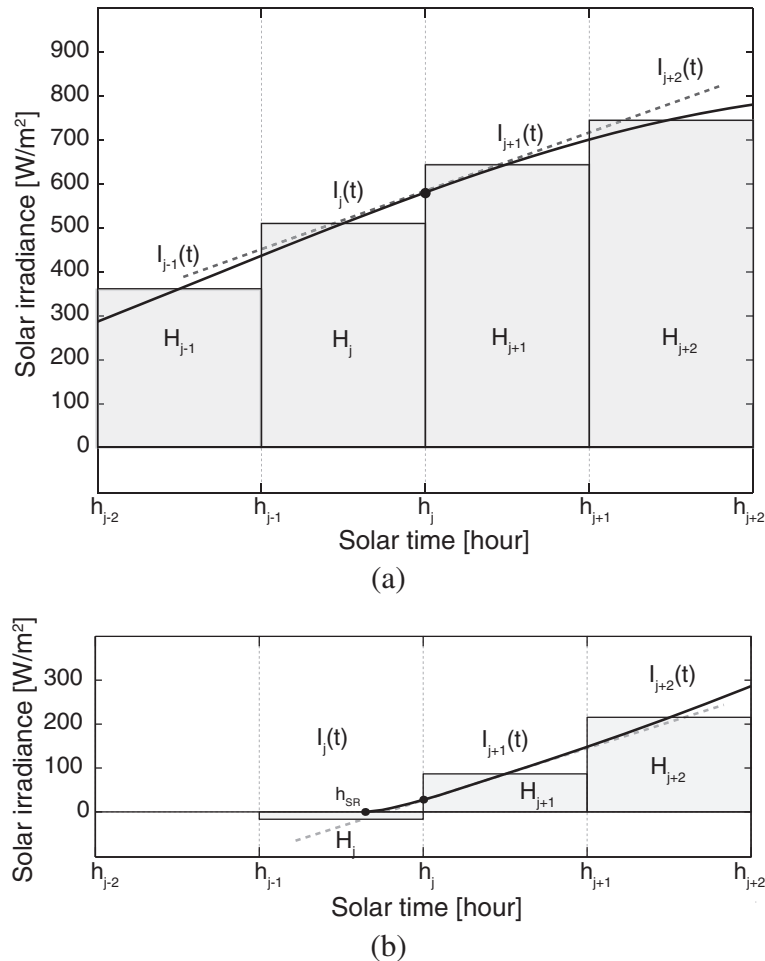 Solar irradiance [W/m²]
900
800
700
600
500
400
300
200
100
0
I_{j-1}(t)
I_j(t)
I_{j+1}(t)
I_{j+2}(t)
H_{j-1}
H_j
H_{j+1}
H_{j+2}
h_{j-2} h_{j-1} h_j h_{j+1} h_{j+2}
Solar time [hour]
(a)
Solar irradiance [W/m²]
300
200
100
0
I_j(t)
I_{j+1}(t)
I_{j+2}(t)
h_{SR}
H_j
H_{j+1}
H_{j+2}
h_{j-2} h_{j-1} h_j h_{j+1} h_{j+2}
Solar time [hour]
(b)